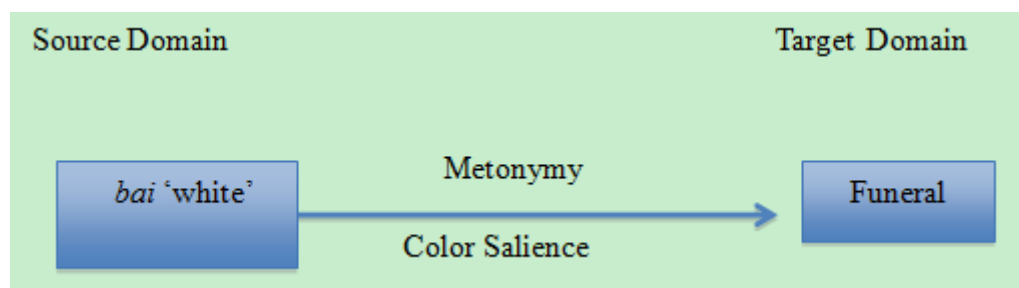 Source Domain
Target Domain
bai ‘white’
Metonymy
Color Salience
Funeral